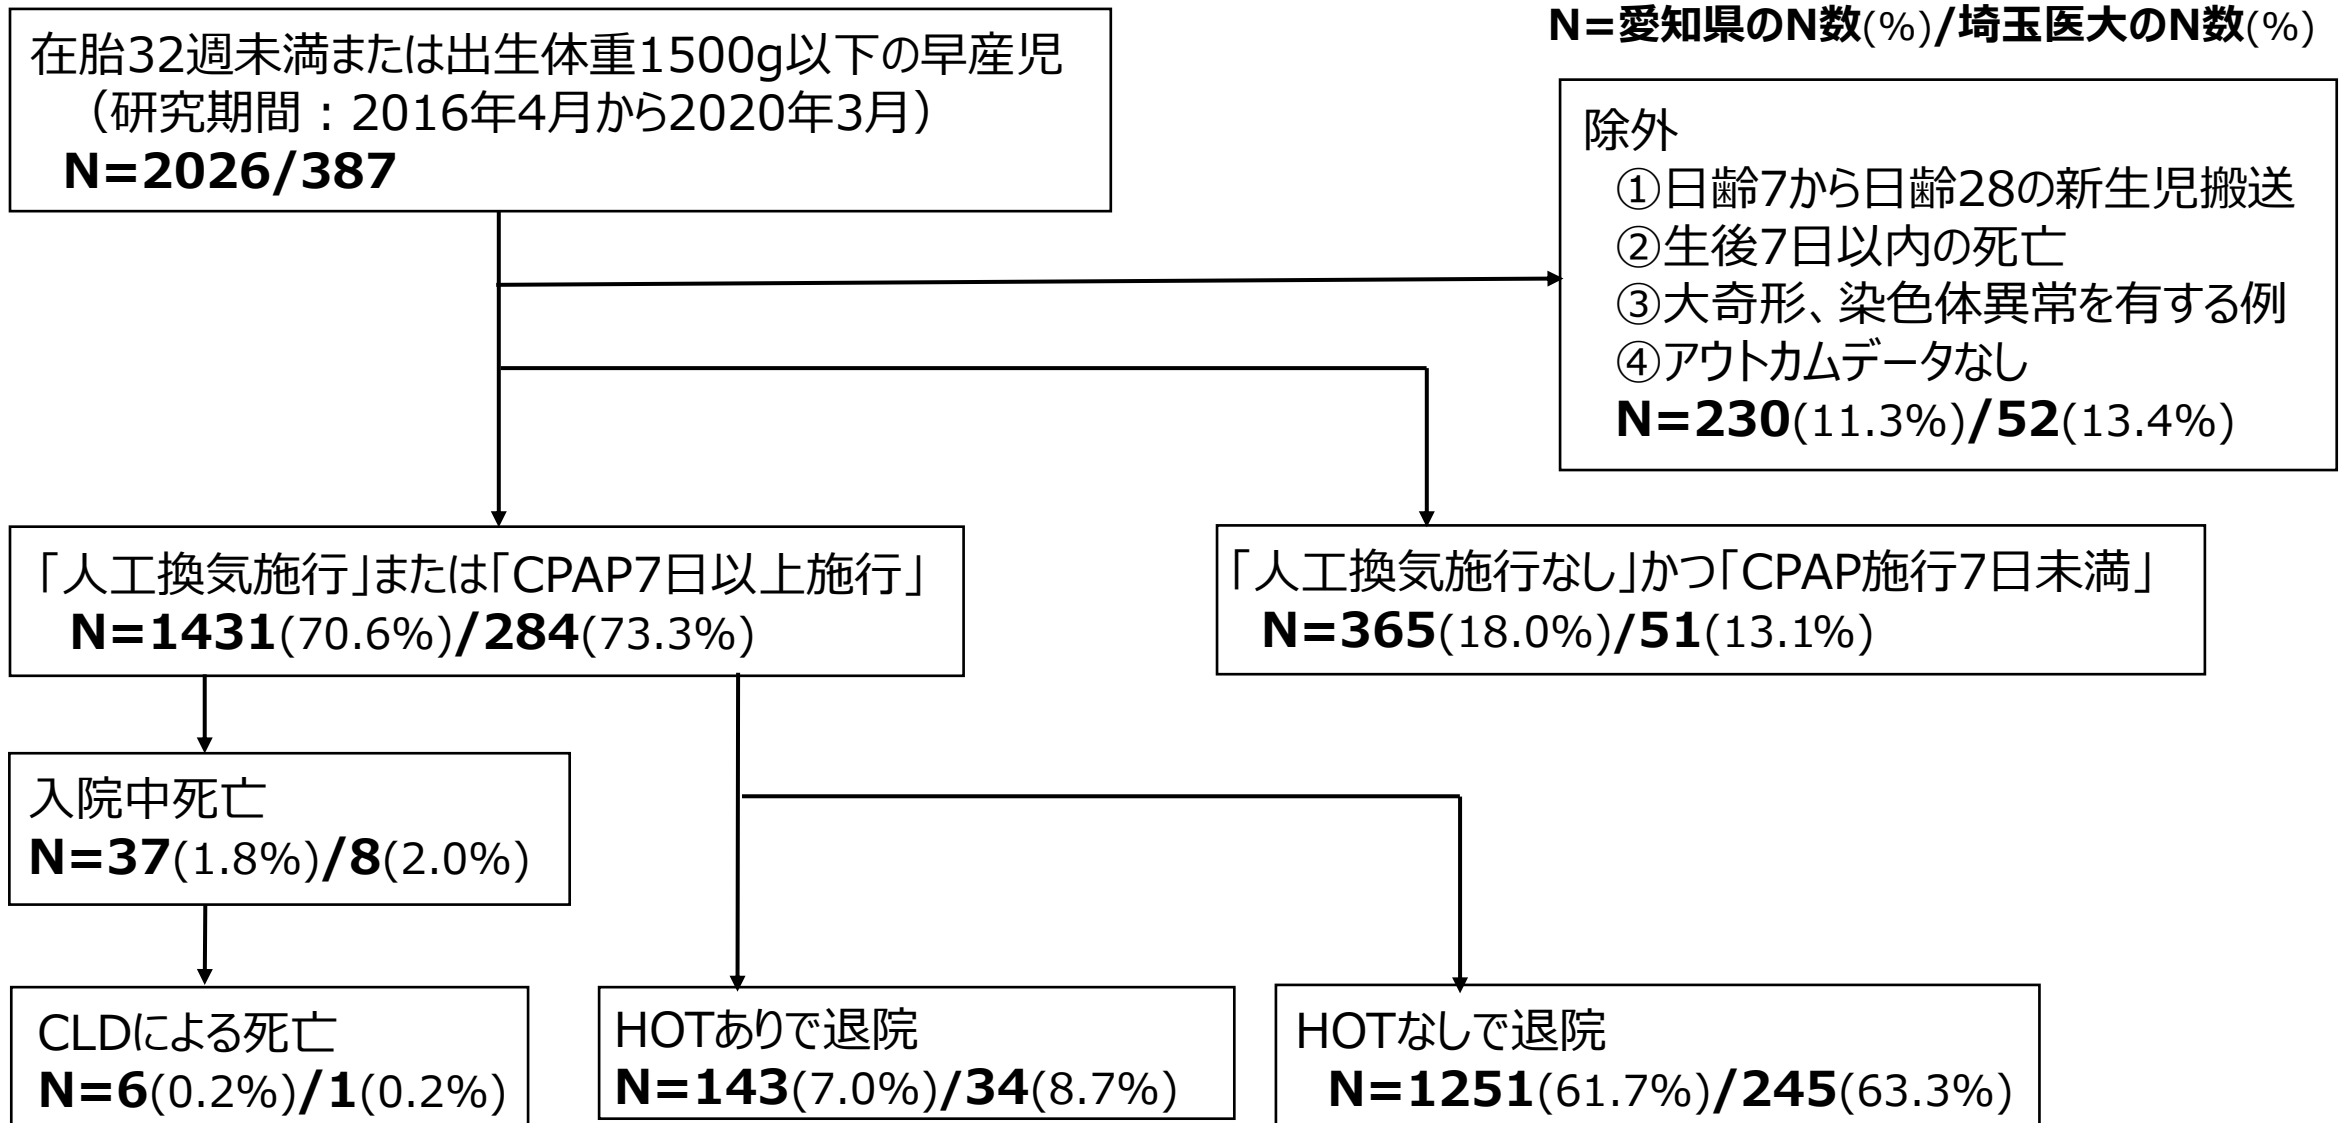 N=愛知県のN数(%)/埼玉医大のN数(%)
在胎32週未満または出生体重1500g以下の早産児
（研究期間：2016年4月から2020年3月）
N=2026/387
除外
①日齢7から日齢28の新生児搬送
②生後7日以内の死亡
③大奇形、染色体異常を有する例
④アウトカムデータなし
N=230(11.3%)/52(13.4%)
「人工換気施行」または「CPAP7日以上施行」
N=1431(70.6%)/284(73.3%)
「人工換気施行なし」かつ「CPAP施行7日未満」
N=365(18.0%)/51(13.1%)
入院中死亡
N=37(1.8%)/8(2.0%)
CLDによる死亡
N=6(0.2%)/1(0.2%)
HOTありで退院
N=143(7.0%)/34(8.7%)
HOTなしで退院
N=1251(61.7%)/245(63.3%)